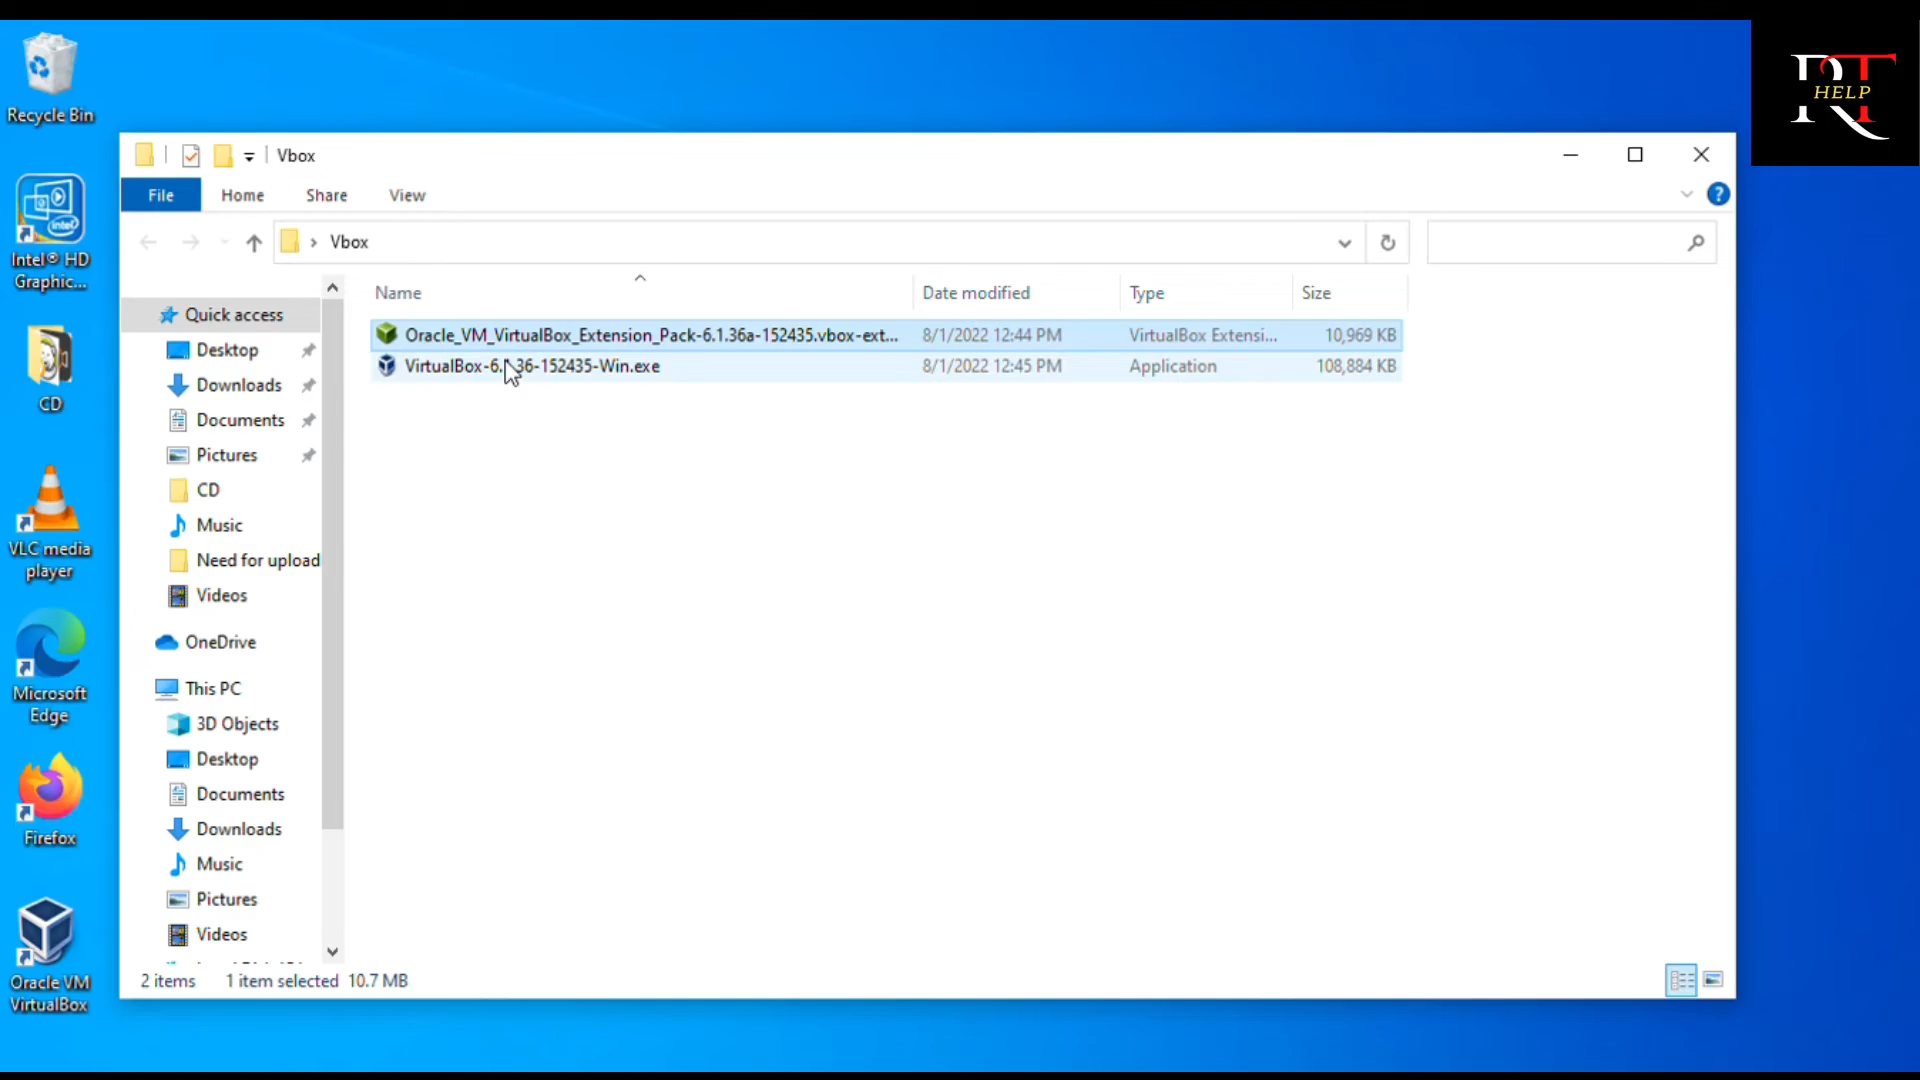 Recycle Bin
Intel® HD
Graphic...
CD
VLC media
player
Microsoft
Edge
Firefox
Oracle VM
VirtualBox
RT
HELP
Vbox
File Home Share View
Vbox
Name Date modified Type Size
Oracle_VM_VirtualBox_Extension_Pack-6.1.36a-152435.vbox-ext... 8/1/2022 12:44 PM VirtualBox Extensi... 10,969 KB
VirtualBox-6.1.36-152435-Win.exe 8/1/2022 12:45 PM Application 108,884 KB
Quick access
Desktop
Downloads
Documents
Pictures
CD
Music
Need for upload
Videos
OneDrive
This PC
3D Objects
Desktop
Documents
Downloads
Music
Pictures
Videos
2 items 1 item selected 10.7 MB